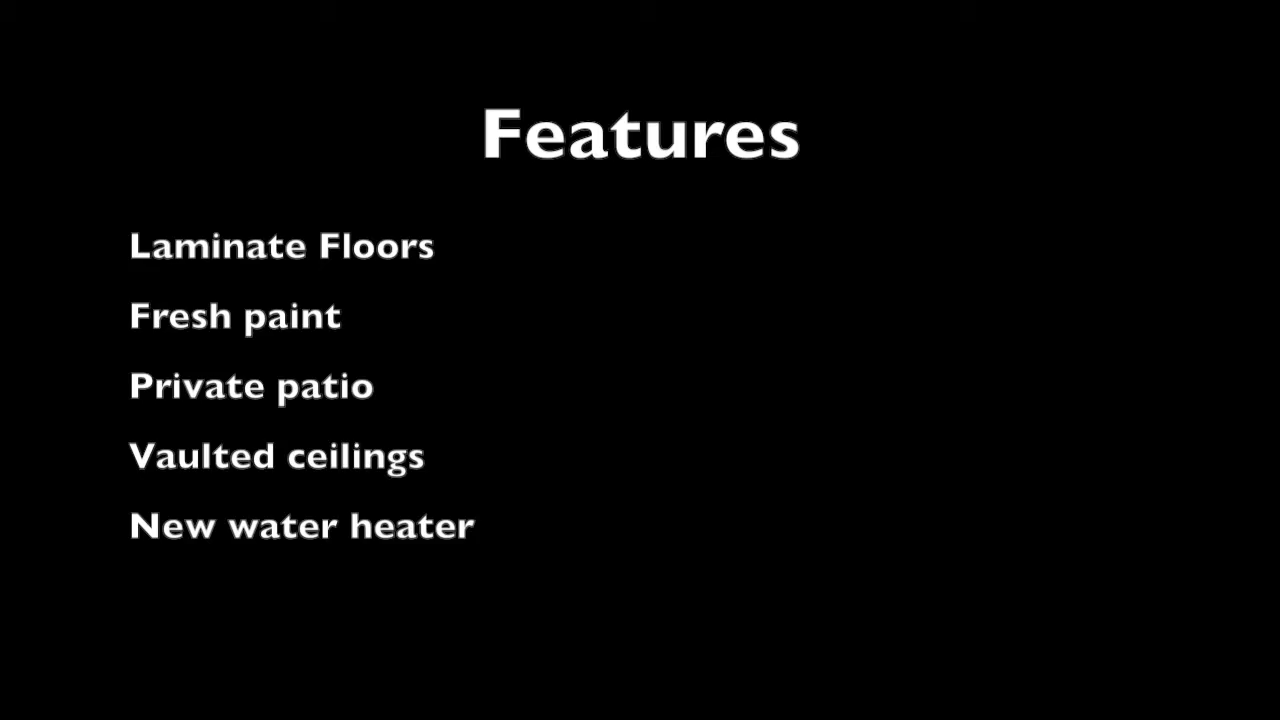 Features
Laminate Floors
Fresh paint
Private patio
Vaulted ceilings
New water heater